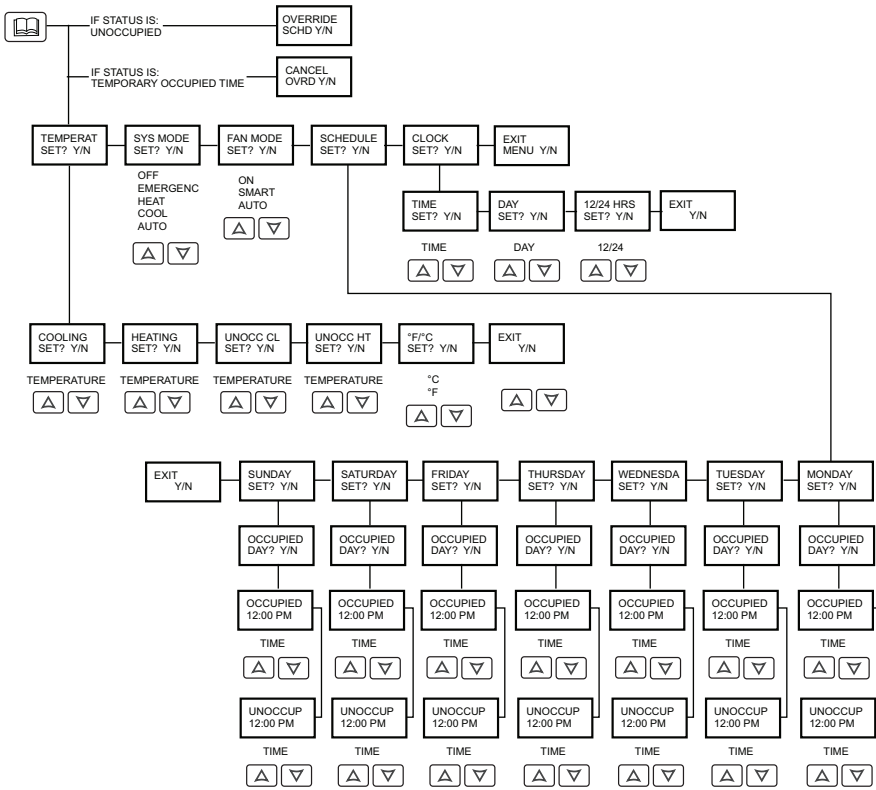 IF STATUS IS:
UNOCCUPIED
OVERRIDE
SCHD Y/N
IF STATUS IS:
TEMPORARY OCCUPIED TIME
CANCEL
OVRD Y/N
TEMPERAT
SET? Y/N
SYS MODE
SET? Y/N
FAN MODE
SET? Y/N
SCHEDULE
SET? Y/N
CLOCK
SET? Y/N
EXIT
MENU Y/N
OFF
EMERGENC
HEAT
COOL
AUTO
ON
SMART
AUTO
TIME
SET? Y/N
DAY
SET? Y/N
12/24 HRS
SET? Y/N
EXIT
Y/N
TIME
DAY
12/24
COOLING
SET? Y/N
HEATING
SET? Y/N
UNOCC CL
SET? Y/N
UNOCC HT
SET? Y/N
°F/°C
SET? Y/N
EXIT
Y/N
TEMPERATURE
TEMPERATURE
TEMPERATURE
TEMPERATURE
°C
°F
EXIT
Y/N
SUNDAY
SET? Y/N
SATURDAY
SET? Y/N
FRIDAY
SET? Y/N
THURSDAY
SET? Y/N
WEDNESDA
SET? Y/N
TUESDAY
SET? Y/N
MONDAY
SET? Y/N
OCCUPIED
DAY? Y/N
OCCUPIED
DAY? Y/N
OCCUPIED
DAY? Y/N
OCCUPIED
DAY? Y/N
OCCUPIED
DAY? Y/N
OCCUPIED
DAY? Y/N
OCCUPIED
DAY? Y/N
OCCUPIED
12:00 PM
OCCUPIED
12:00 PM
OCCUPIED
12:00 PM
OCCUPIED
12:00 PM
OCCUPIED
12:00 PM
OCCUPIED
12:00 PM
OCCUPIED
12:00 PM
TIME
TIME
TIME
TIME
TIME
TIME
TIME
UNOCCUP
12:00 PM
UNOCCUP
12:00 PM
UNOCCUP
12:00 PM
UNOCCUP
12:00 PM
UNOCCUP
12:00 PM
UNOCCUP
12:00 PM
UNOCCUP
12:00 PM
TIME
TIME
TIME
TIME
TIME
TIME
TIME